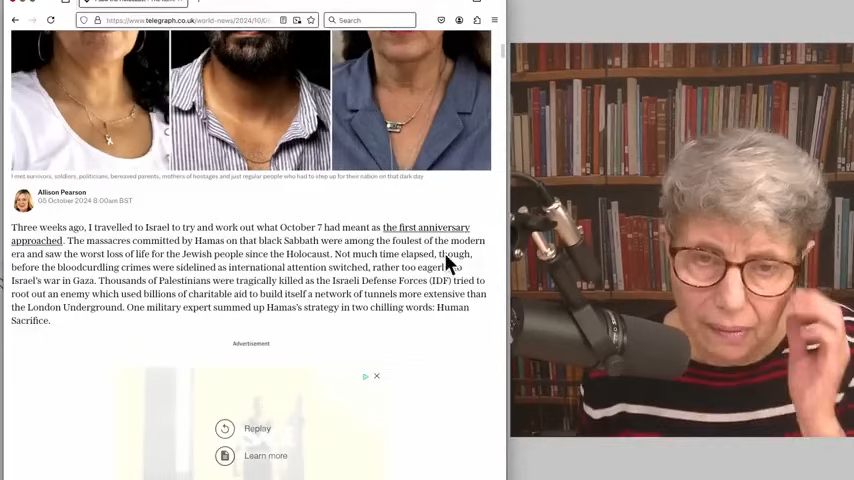 https://www.telegraph.co.uk/world-news/2024/10/0
Search
I met survivors, soldiers, politicians, bereaved parents, mothers of hostages and just regular people who had to step up for their nation on that dark day
Allison Pearson
05 October 2024 8:00am BST
Three weeks ago, I travelled to Israel to try and work out what October 7 had meant as the first anniversary
approached. The massacres committed by Hamas on that black Sabbath were among the foulest of the modern
era and saw the worst loss of life for the Jewish people since the Holocaust. Not much time elapsed, though,
before the bloodcurdling crimes were sidelined as international attention switched, rather too eagerly
Israel's war in Gaza. Thousands of Palestinians were tragically killed as the Israeli Defense Forces (IDF) tried to
root out an enemy which used billions of charitable aid to build itself a network of tunnels more extensive than
the London Underground. One military expert summed up Hamas's strategy in two chilling words: Human
Sacrifice.
Advertisement
Replay
Learn more